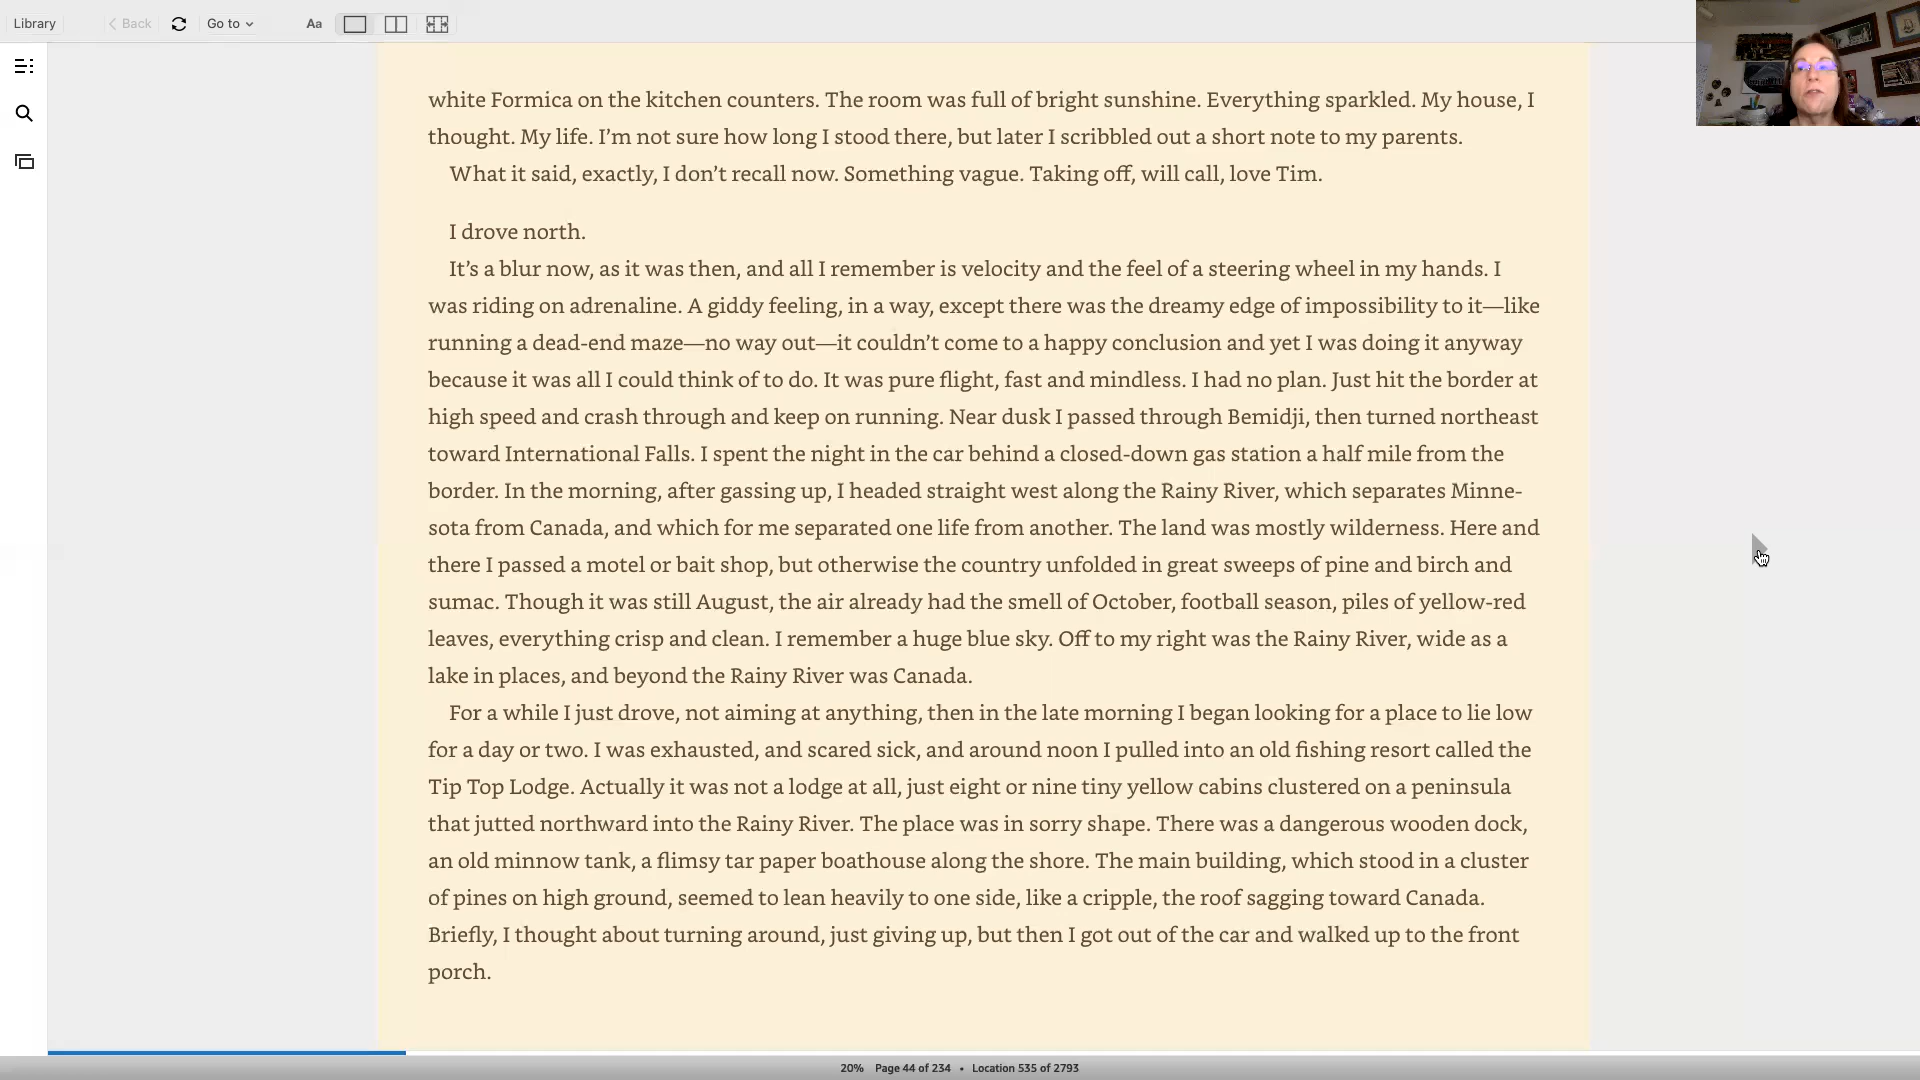 Library
Back
Go to
Aa
white Formica on the kitchen counters. The room was full of bright sunshine. Everything sparkled. My house, I
thought. My life. I’m not sure how long I stood there, but later I scribbled out a short note to my parents.
What it said, exactly, I don’t recall now. Something vague. Taking off, will call, love Tim.
I drove north.
It’s a blur now, as it was then, and all I remember is velocity and the feel of a steering wheel in my hands. I
was riding on adrenaline. A giddy feeling, in a way, except there was the dreamy edge of impossibility to it—like
running a dead-end maze—no way out—it couldn’t come to a happy conclusion and yet I was doing it anyway
because it was all I could think of to do. It was pure flight, fast and mindless. I had no plan. Just hit the border at
high speed and crash through and keep on running. Near dusk I passed through Bemidji, then turned northeast
toward International Falls. I spent the night in the car behind a closed-down gas station a half mile from the
border. In the morning, after gassing up, I headed straight west along the Rainy River, which separates Minne-
sota from Canada, and which for me separated one life from another. The land was mostly wilderness. Here and
there I passed a motel or bait shop, but otherwise the country unfolded in great sweeps of pine and birch and
sumac. Though it was still August, the air already had the smell of October, football season, piles of yellow-red
leaves, everything crisp and clean. I remember a huge blue sky. Off to my right was the Rainy River, wide as a
lake in places, and beyond the Rainy River was Canada.
For a while I just drove, not aiming at anything, then in the late morning I began looking for a place to lie low
for a day or two. I was exhausted, and scared sick, and around noon I pulled into an old fishing resort called the
Tip Top Lodge. Actually it was not a lodge at all, just eight or nine tiny yellow cabins clustered on a peninsula
that jutted northward into the Rainy River. The place was in sorry shape. There was a dangerous wooden dock,
an old minnow tank, a flimsy tar paper boathouse along the shore. The main building, which stood in a cluster
of pines on high ground, seemed to lean heavily to one side, like a cripple, the roof sagging toward Canada.
Briefly, I thought about turning around, just giving up, but then I got out of the car and walked up to the front
porch.
20% Page 44 of 234 • Location 535 of 2793